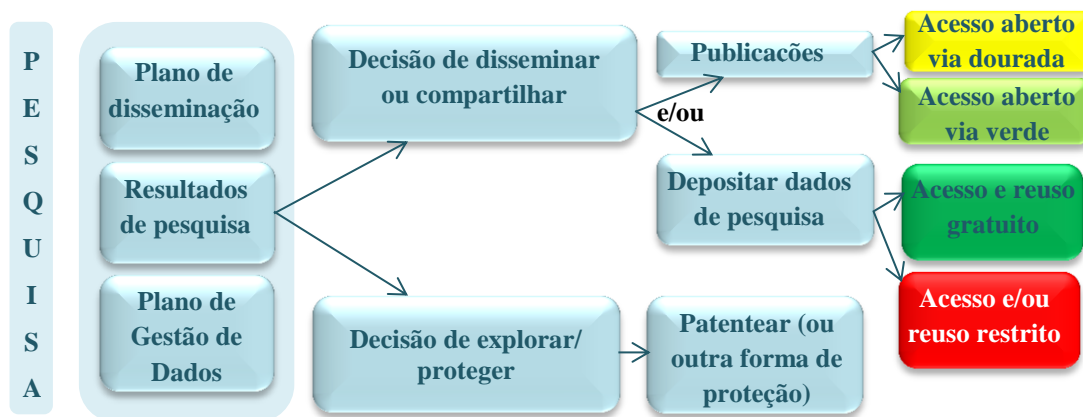 P
E
S
Q
U
I
S
A
Plano de
disseminação
Resultados
de pesquisa
Plano de
Gestão de
Dados
Decisão de disseminar
ou compartilhar
e/ou
Publicacões
Acesso aberto
via dourada
Acesso aberto
via verde
Depositar dados
de pesquisa
Acesso e reuso
gratuito
Acesso e/ou
reuso restrito
Decisão de explorar/
proteger
Patentear (ou
outra forma de
proteção)